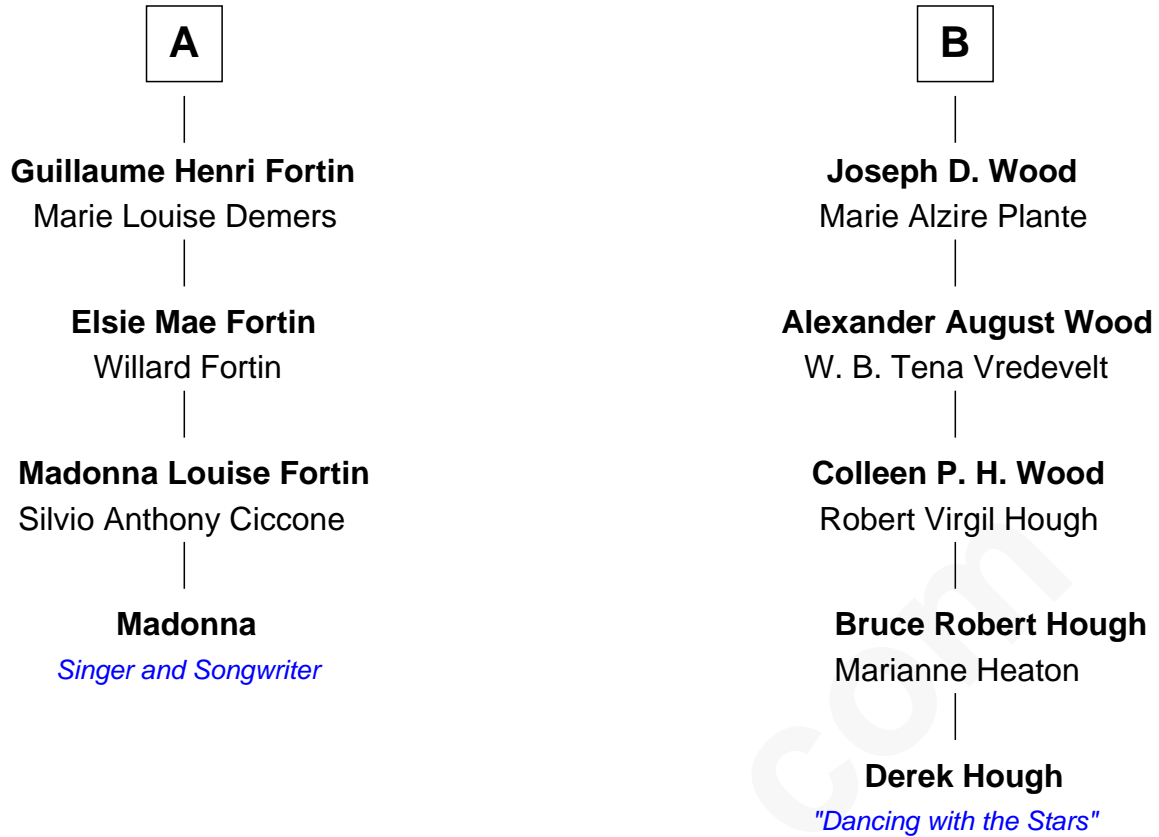 A
Guillaume Henri Fortin
Marie Louise Demers
Elsie Mae Fortin
Willard Fortin
Madonna Louise Fortin
Silvio Anthony Ciccone
Madonna
Singer and Songwriter
B
Joseph D. Wood
Marie Alzire Plante
Alexander August Wood
W. B. Tena Vredevelt
Colleen P. H. Wood
Robert Virgil Hough
Bruce Robert Hough
Marianne Heaton
Derek Hough
"Dancing with the Stars"
com